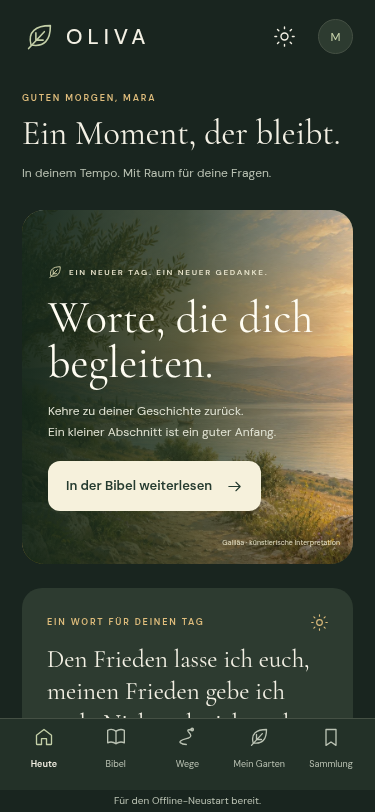 OLIVA
M
GUTEN MORGEN, MARA
Ein Moment, der bleibt.
In deinem Tempo. Mit Raum für deine Fragen.
EIN NEUER TAG. EIN NEUER GEDANKE.
Worte, die dich
begleiten.
Kehre zu deiner Geschichte zurück.
Ein kleiner Abschnitt ist ein guter Anfang.
In der Bibel weiterlesen
Galiläa · künstlerische Interpretation
EIN WORT FÜR DEINEN TAG
Den Frieden lasse ich euch,
meinen Frieden gebe ich
Heute
Bibel
Wege
Mein Garten
Sammlung
Für den Offline-Neustart bereit.